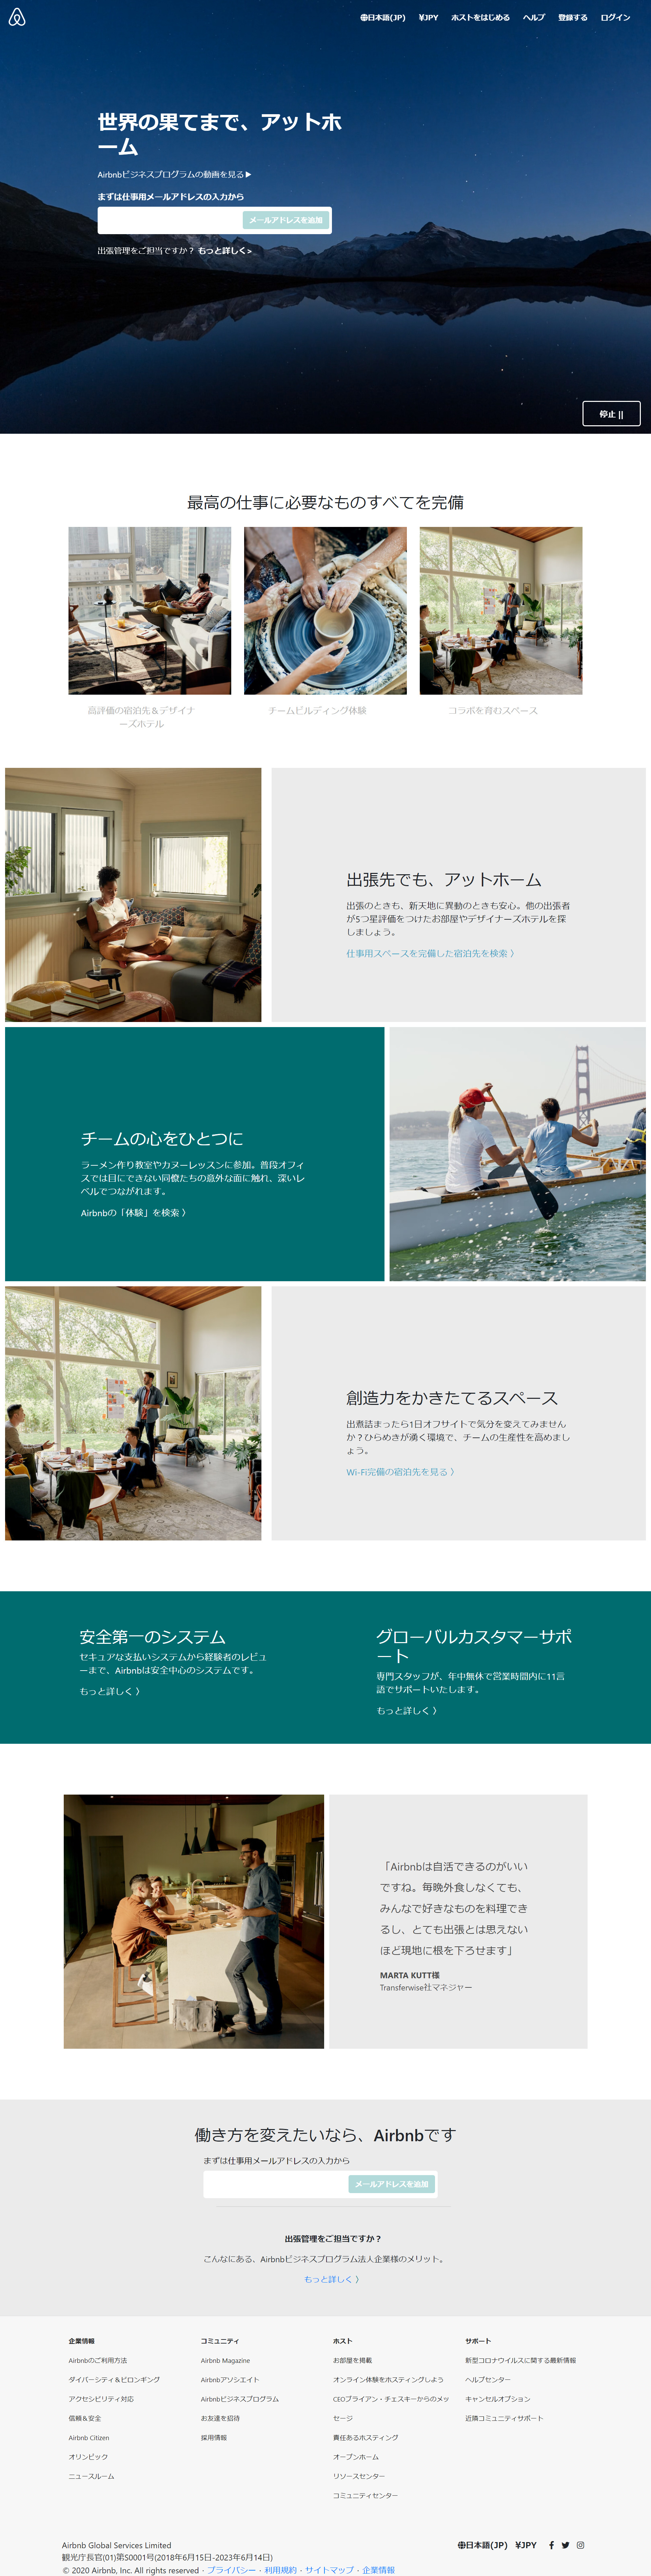 日本語(JP) ¥JPY ホストをはじめる ヘルプ 登録する ログイン
世界の果てまで、アットホ
ーム
Airbnbビジネスプログラムの動画を見る▶
まずは仕事用メールアドレスの入力から
メールアドレスを追加
出張管理をご担当ですか？ もっと詳しく>
停止 ||
最高の仕事に必要なものすべてを完備
高評価の宿泊先＆デザイナ
ーズホテル
チームビルディング体験
コラボを育むスペース
出張先でも、アットホーム
出張のときも、新天地に異動のときも安心。他の出張者
が5つ星評価をつけたお部屋やデザイナーズホテルを探
しましょう。
仕事用スペースを完備した宿泊先を検索 〉
チームの心をひとつに
ラーメン作り教室やカヌーレッスンに参加。普段オフィ
スでは目にできない同僚たちの意外な面に触れ、深いレ
ベルでつながれます。
Airbnbの「体験」を検索 〉
創造力をかきたてるスペース
出煮詰まったら1日オフサイトで気分を変えてみません
か？ひらめきが湧く環境で、チームの生産性を高めまし
ょう。
Wi-Fi完備の宿泊先を見る 〉
安全第一のシステム
セキュアな支払いシステムから経験者のレビュ
ーまで、Airbnbは安全中心のシステムです。
もっと詳しく 〉
グローバルカスタマーサポ
ート
専門スタッフが、年中無休で営業時間内に11言
語でサポートいたします。
もっと詳しく 〉
「Airbnbは自活できるのがいい
ですね。毎晩外食しなくても、
みんなで好きなものを料理でき
るし、とても出張とは思えない
ほど現地に根を下ろせます」
MARTA KUTT様
Transferwise社マネジャー
働き方を変えたいなら、Airbnbです
まずは仕事用メールアドレスの入力から
メールアドレスを追加
出張管理をご担当ですか？
こんなにある、Airbnbビジネスプログラム法人企業様のメリット。
もっと詳しく 〉
企業情報
Airbnbのご利用方法
ダイバーシティ＆ビロンギング
アクセシビリティ対応
信頼＆安全
Airbnb Citizen
オリンピック
ニュースルーム
コミュニティ
Airbnb Magazine
Airbnbアソシエイト
Airbnbビジネスプログラム
お友達を招待
採用情報
ホスト
お部屋を掲載
オンライン体験をホスティングしよう
CEOブライアン・チェスキーからのメッ
セージ
責任あるホスティング
オープンホーム
リソースセンター
コミュニティセンター
サポート
新型コロナウイルスに関する最新情報
ヘルプセンター
キャンセルオプション
近隣コミュニティサポート
Airbnb Global Services Limited
観光庁長官(01)第S0001号(2018年6月15日-2023年6月14日)
© 2020 Airbnb, Inc. All rights reserved · プライバシー · 利用規約 · サイトマップ · 企業情報
日本語(JP) ¥JPY